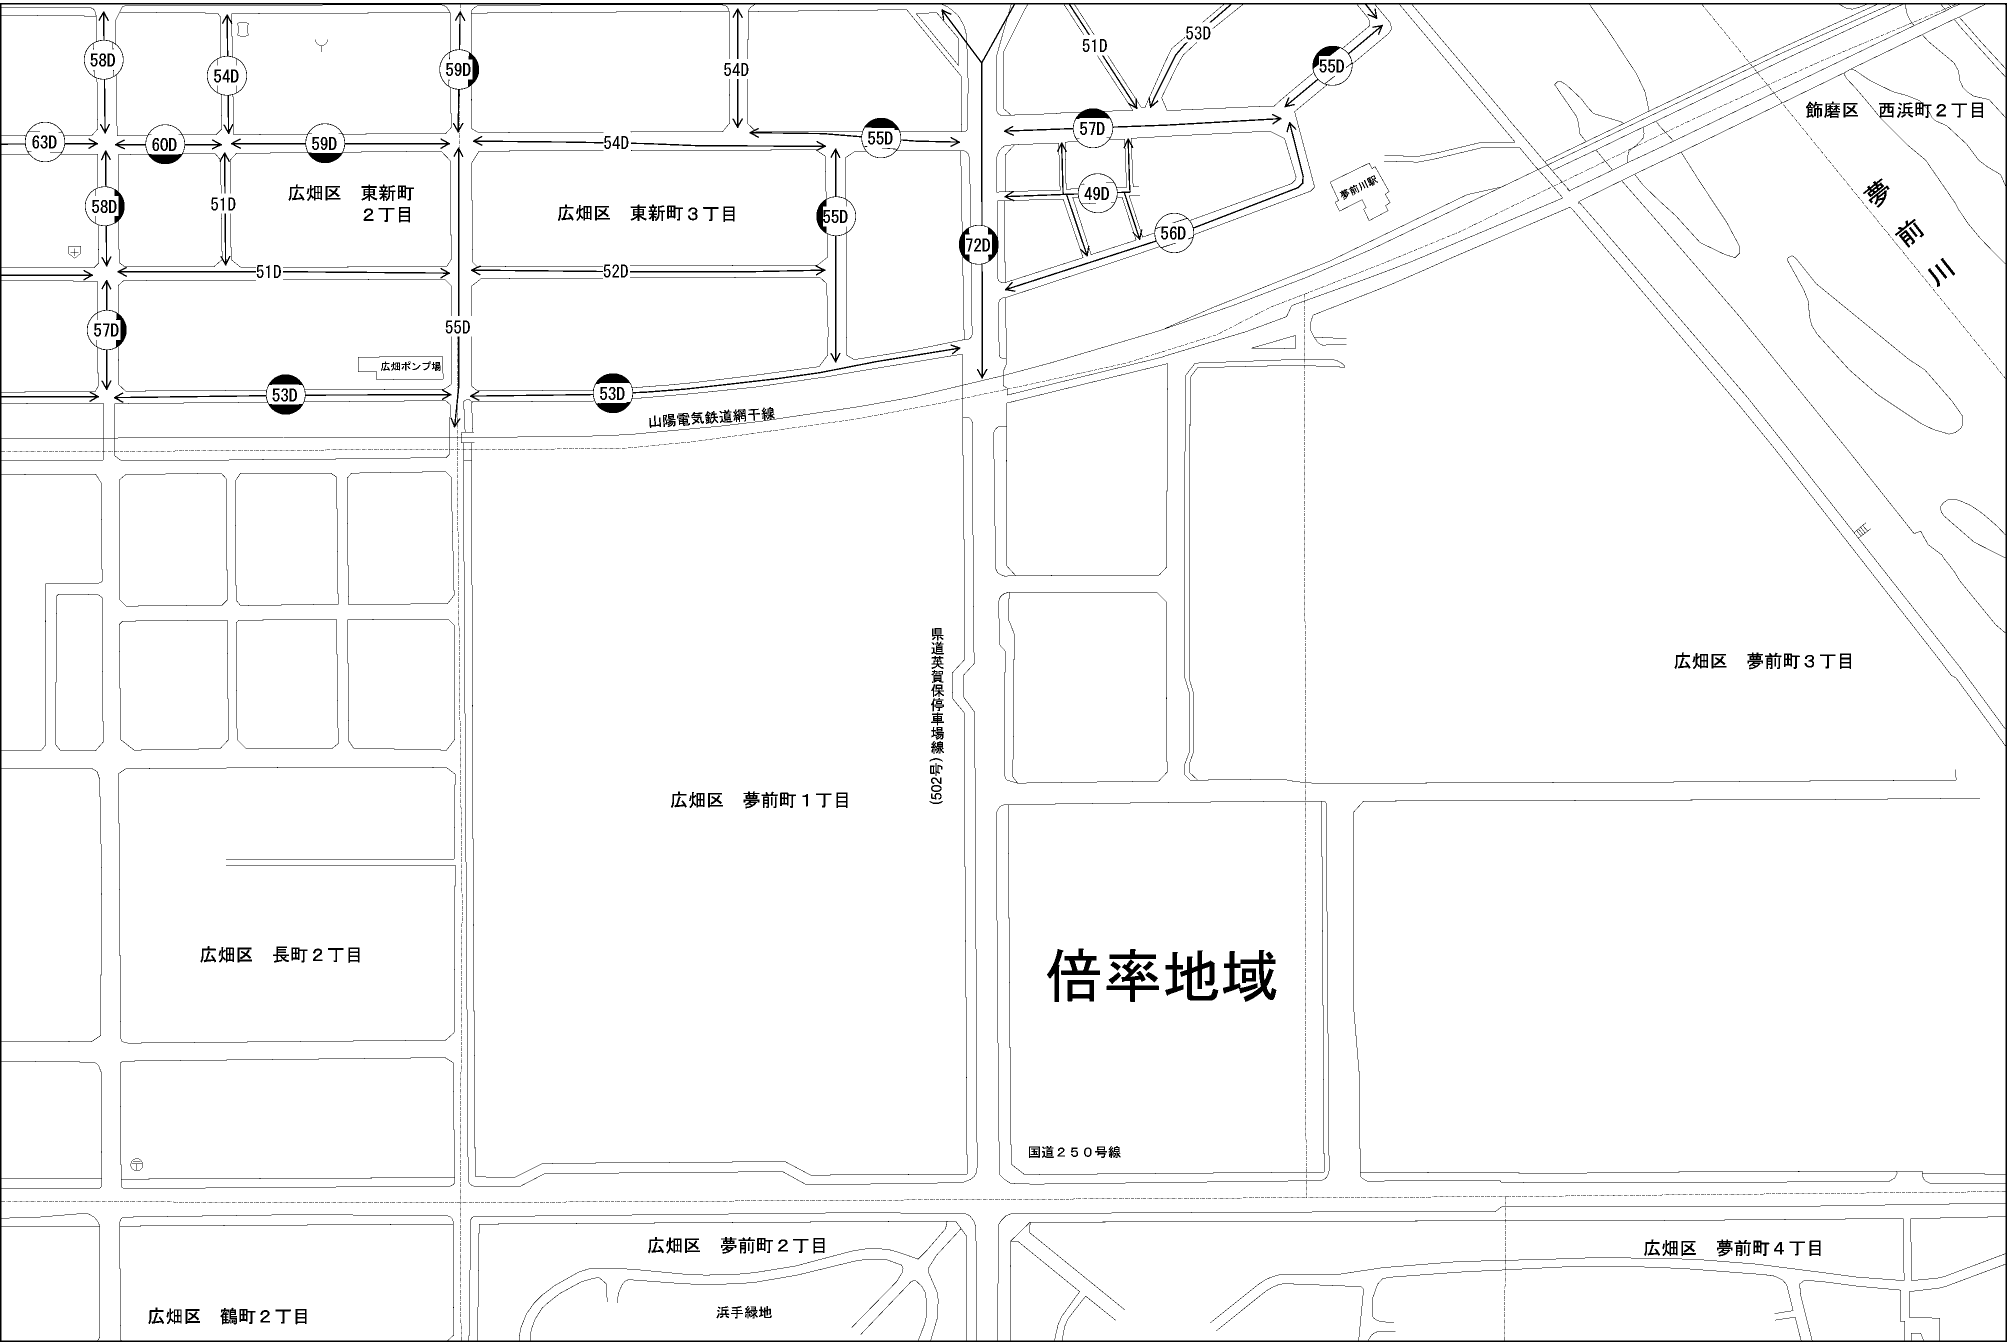 51D
53D
58D
54D
59D
54D
55D
飾磨区　西浜町２丁目
63D
60D
59D
54D
55D
57D
夢前川駅
夢前川
58D
51D
広畑区　東新町
２丁目
広畑区　東新町３丁目
55D
72D
49D
56D
51D
52D
57D
55D
広畑ポンプ場
53D
53D
山陽電気鉄道網干線
県道英賀保停車場線(502号)
広畑区　夢前町３丁目
広畑区　夢前町１丁目
広畑区　長町２丁目
倍率地域
国道２５０号線
広畑区　夢前町２丁目
広畑区　夢前町４丁目
広畑区　鶴町２丁目
浜手緑地